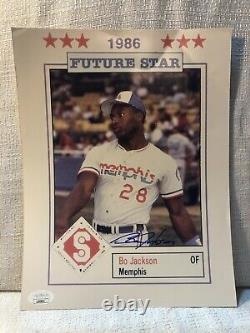 1986
FUTURE STAR
memphis
28
S
Bo Jackson OF
Memphis